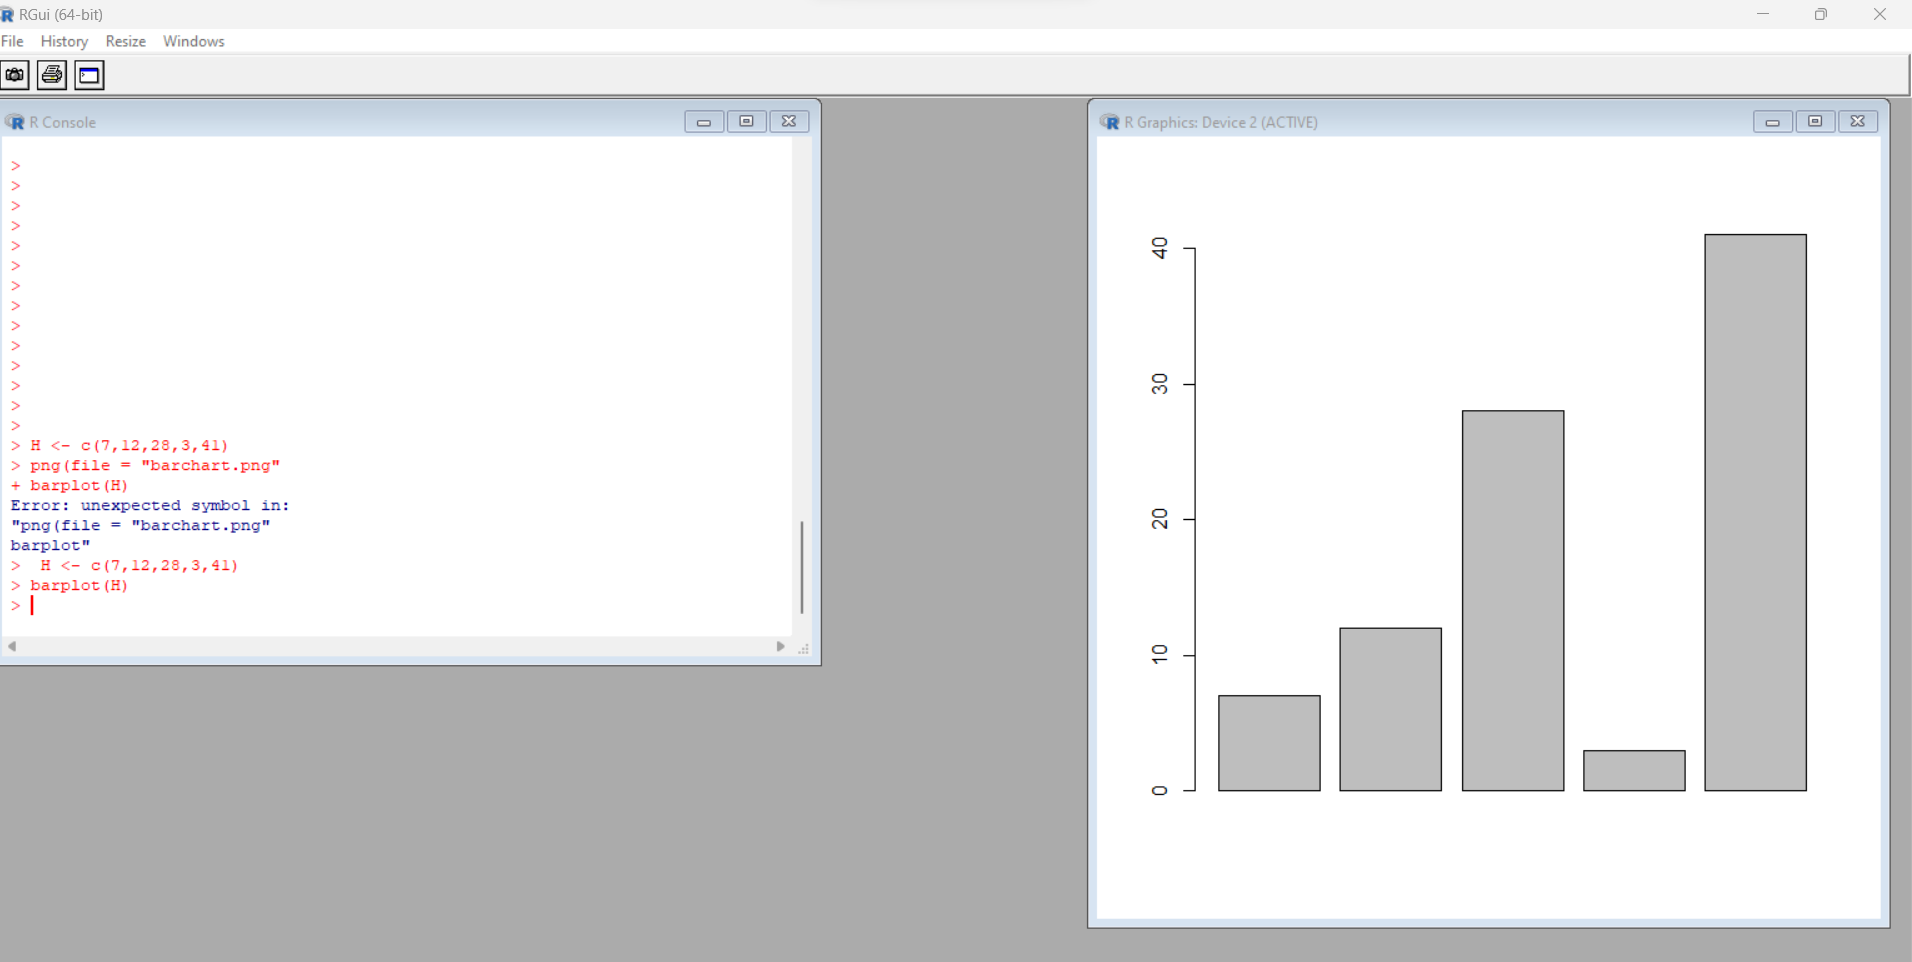 RGui (64-bit)
File History Resize Windows
R Console
>
>
>
>
>
>
>
>
>
>
>
>
>
>
> H <- c(7,12,28,3,41)
> png(file = "barchart.png"
+ barplot(H)
Error: unexpected symbol in:
"png(file = "barchart.png"
barplot"
>  H <- c(7,12,28,3,41)
> barplot(H)
>
R Graphics: Device 2 (ACTIVE)
40
30
20
10
0